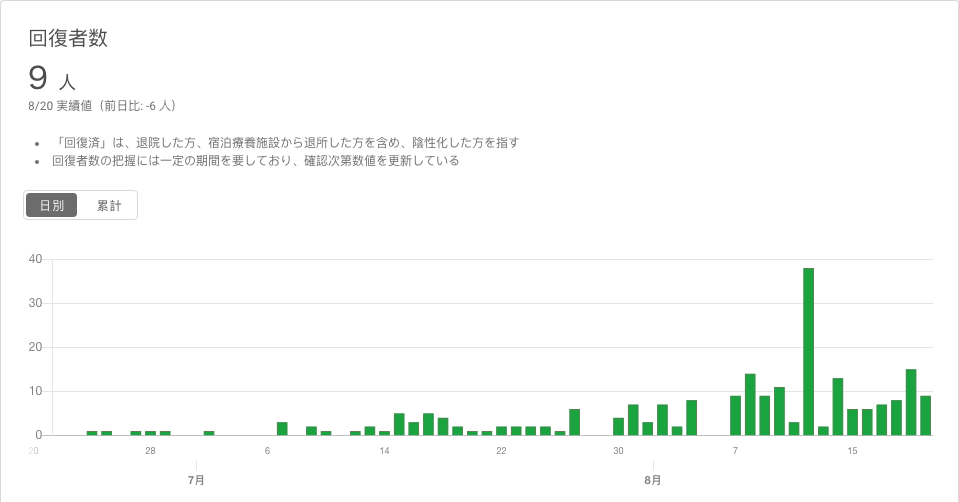 回復者数
9 人
8/20 実績値（前日比: -6 人）
「回復済」は、退院した方、宿泊療養施設から退所した方を含め、陰性化した方を指す
回復者数の把握には一定の期間を要しており、確認次第数値を更新している
日別 累計
40
30
20
10
0
20 28 6 14 22 30 7 15
7月 8月